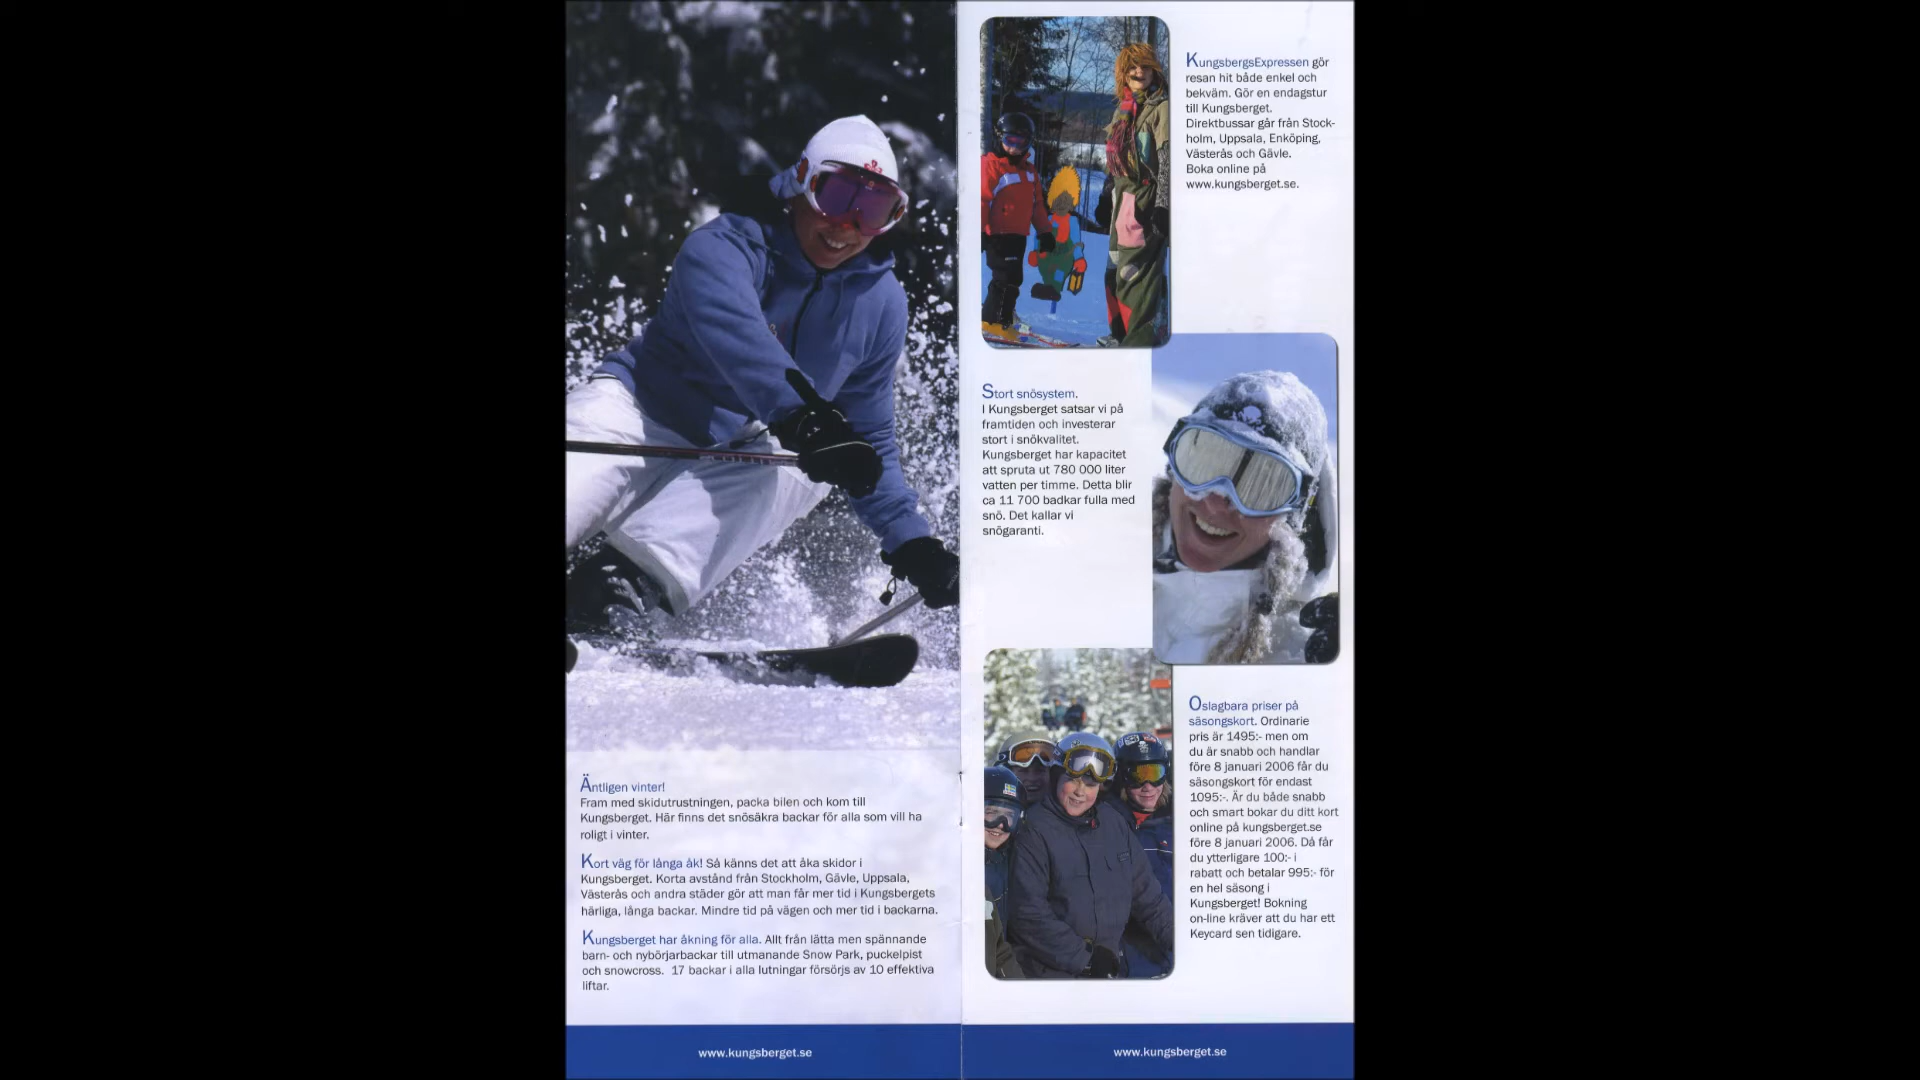 Äntligen vinter!
Fram med skidutrustningen, packa bilen och kom till
Kungsberget. Här finns det snösäkra backar för alla som vill ha
roligt i vinter.
Kort väg för långa åk! Så känns det att åka skidor i
Kungsberget. Korta avstånd från Stockholm, Gävle, Uppsala,
Västerås och andra städer gör att man får mer tid i Kungsbergets
härliga, långa backar. Mindre tid på vägen och mer tid i backarna.
Kungsberget har åkning för alla. Allt från lätta men spännande
barn- och nybörjarbackar till utmanande Snow Park, puckelpist
och snowcross. 17 backar i alla lutningar försörjs av 10 effektiva
liftar.
www.kungsberget.se
KungsbergsExpressen gör
resan hit både enkel och
bekväm. Gör en endagstur
till Kungsberget.
Direktbussar går från Stock-
holm, Uppsala, Enköping,
Västerås och Gävle.
Boka online på
www.kungsberget.se.
Stort snösystem.
I Kungsberget satsar vi på
framtiden och investerar
stort i snökvalitet.
Kungsberget har kapacitet
att spruta ut 780 000 liter
vatten per timme. Detta blir
ca 11 700 badkar fulla med
snö. Det kallar vi
snögaranti.
Oslagbara priser på
säsongskort. Ordinarie
pris är 1495:- men om
du är snabb och handlar
före 8 januari 2006 får du
säsongskort för endast
1095:-. Är du både snabb
och smart bokar du ditt kort
online på kungsberget.se
före 8 januari 2006. Då får
du ytterligare 100:- i
rabatt och betalar 995:- för
en hel säsong i
Kungsberget! Bokning
on-line kräver att du har ett
Keycard sen tidigare.
www.kungsberget.se